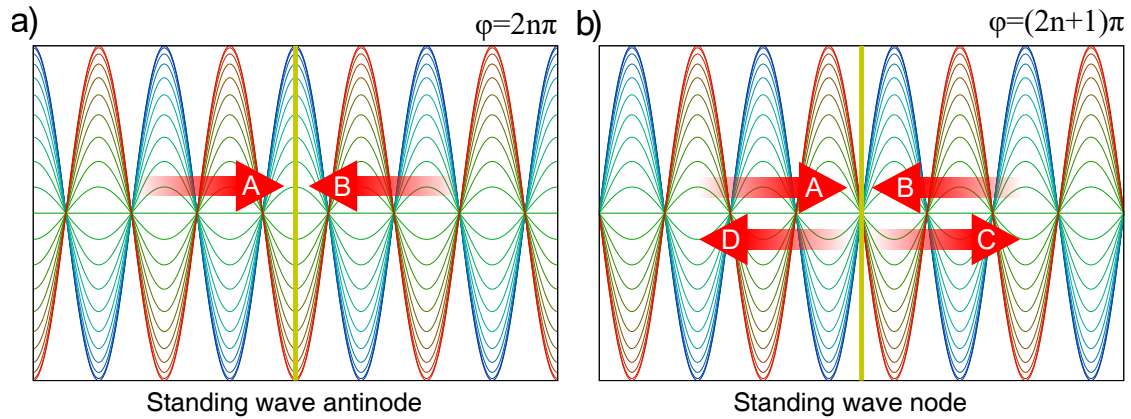 a)
φ=2nπ
A
B
Standing wave antinode
b)
φ=(2n+1)π
A
B
D
C
Standing wave node